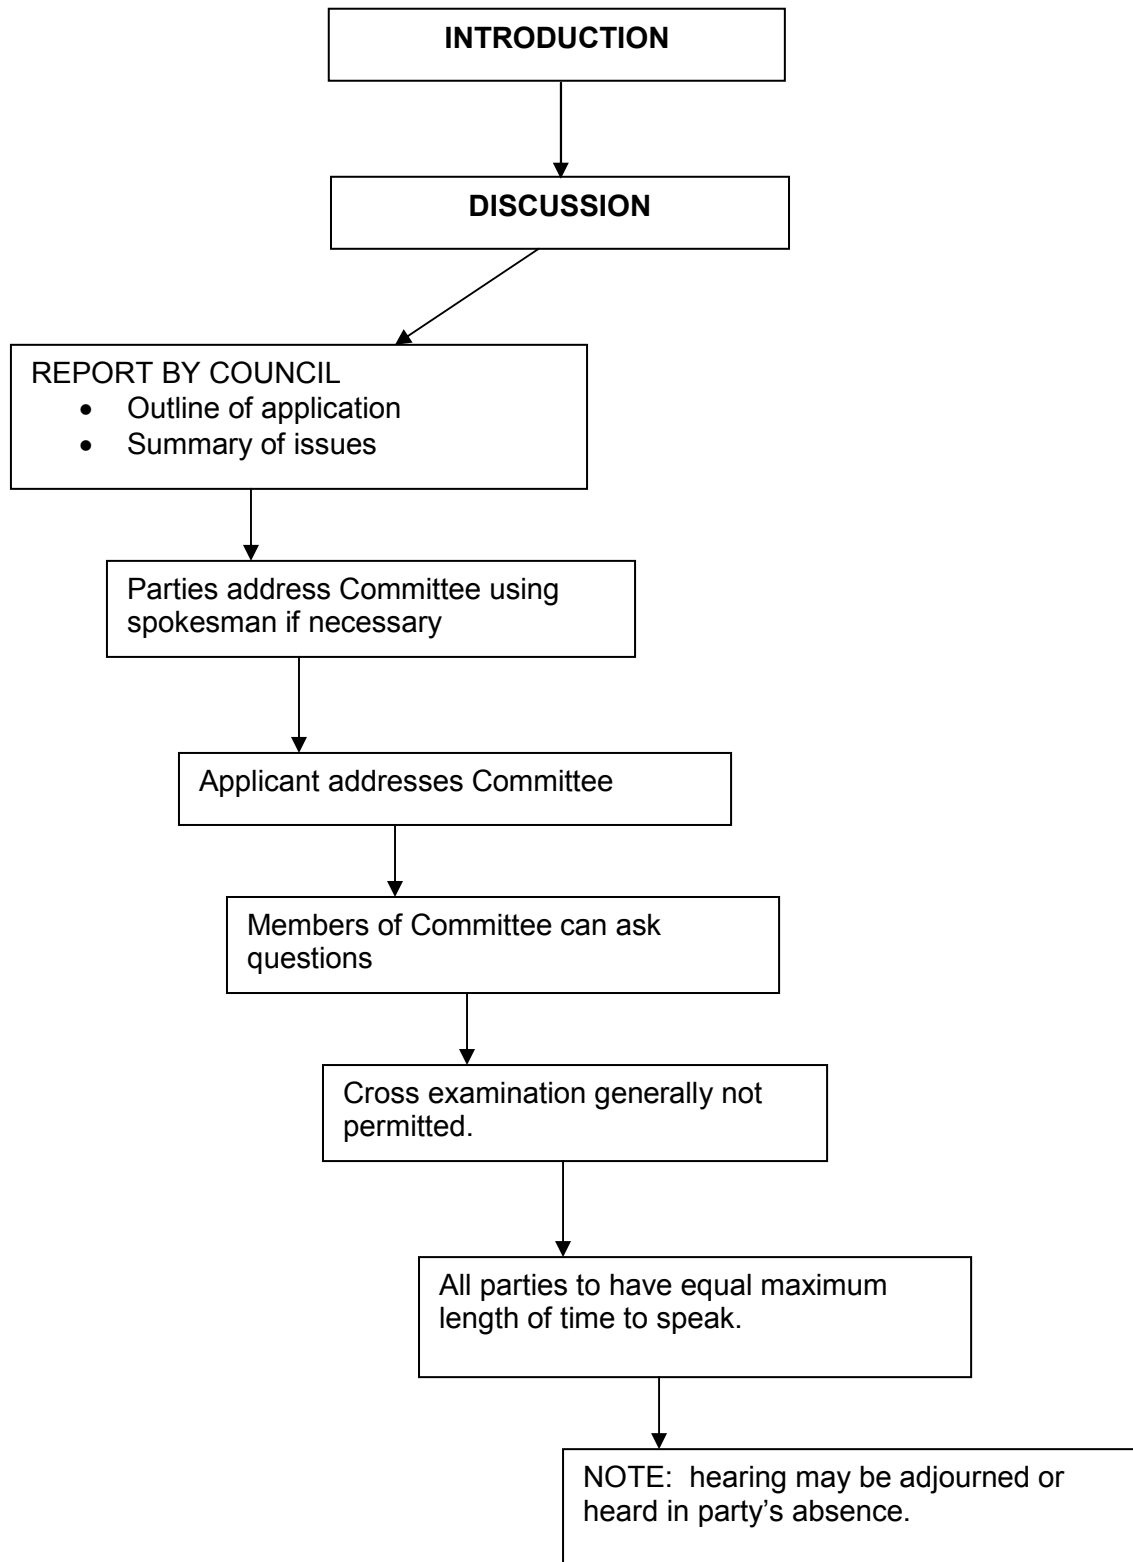 INTRODUCTION
DISCUSSION
REPORT BY COUNCIL
• Outline of application
• Summary of issues
Parties address Committee using
spokesman if necessary
Applicant addresses Committee
Members of Committee can ask
questions
Cross examination generally not
permitted.
All parties to have equal maximum
length of time to speak.
NOTE:  hearing may be adjourned or
heard in party’s absence.